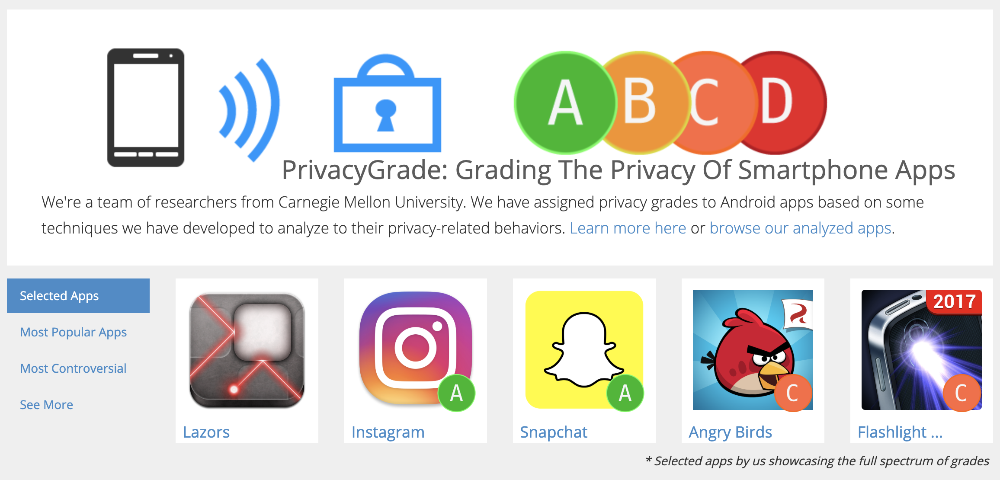 A B C D
PrivacyGrade: Grading The Privacy Of Smartphone Apps
We're a team of researchers from Carnegie Mellon University. We have assigned privacy grades to Android apps based on some
techniques we have developed to analyze to their privacy-related behaviors. Learn more here or browse our analyzed apps.
Selected Apps
Most Popular Apps
Most Controversial
See More
Lazors
A
Instagram
A
Snapchat
C
Angry Birds
2017
C
Flashlight ...
* Selected apps by us showcasing the full spectrum of grades